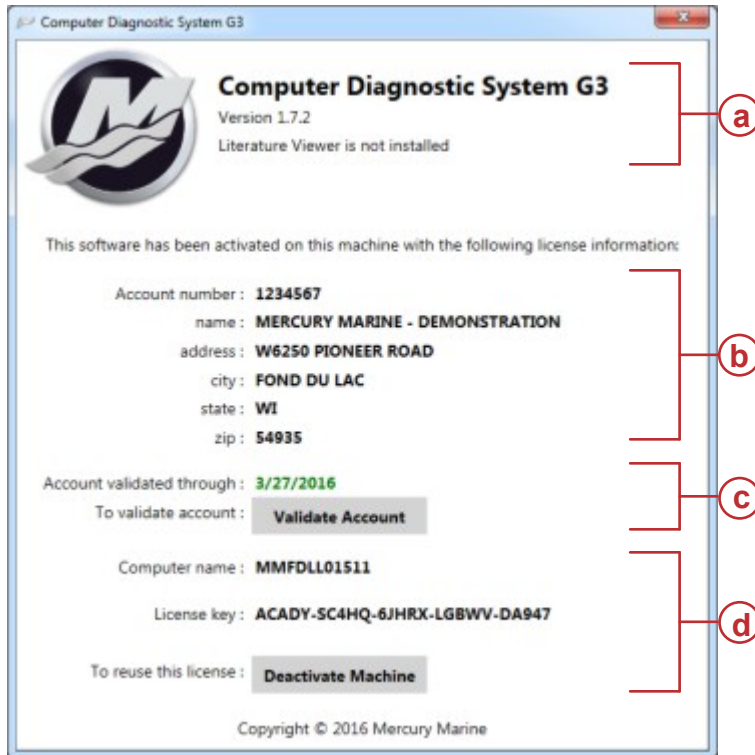 Computer Diagnostic System G3
Computer Diagnostic System G3
Version 1.7.2
Literature Viewer is not installed
a
This software has been activated on this machine with the following license information:
Account number : 1234567
name : MERCURY MARINE - DEMONSTRATION
address : W6250 PIONEER ROAD
b
city : FOND DU LAC
state : WI
zip : 54935
Account validated through : 3/27/2016
c
To validate account : Validate Account
Computer name : MMFDLL01511
License key : ACADY-SC4HQ-6JHRX-LGBWV-DA947
d
To reuse this license : Deactivate Machine
Copyright © 2016 Mercury Marine